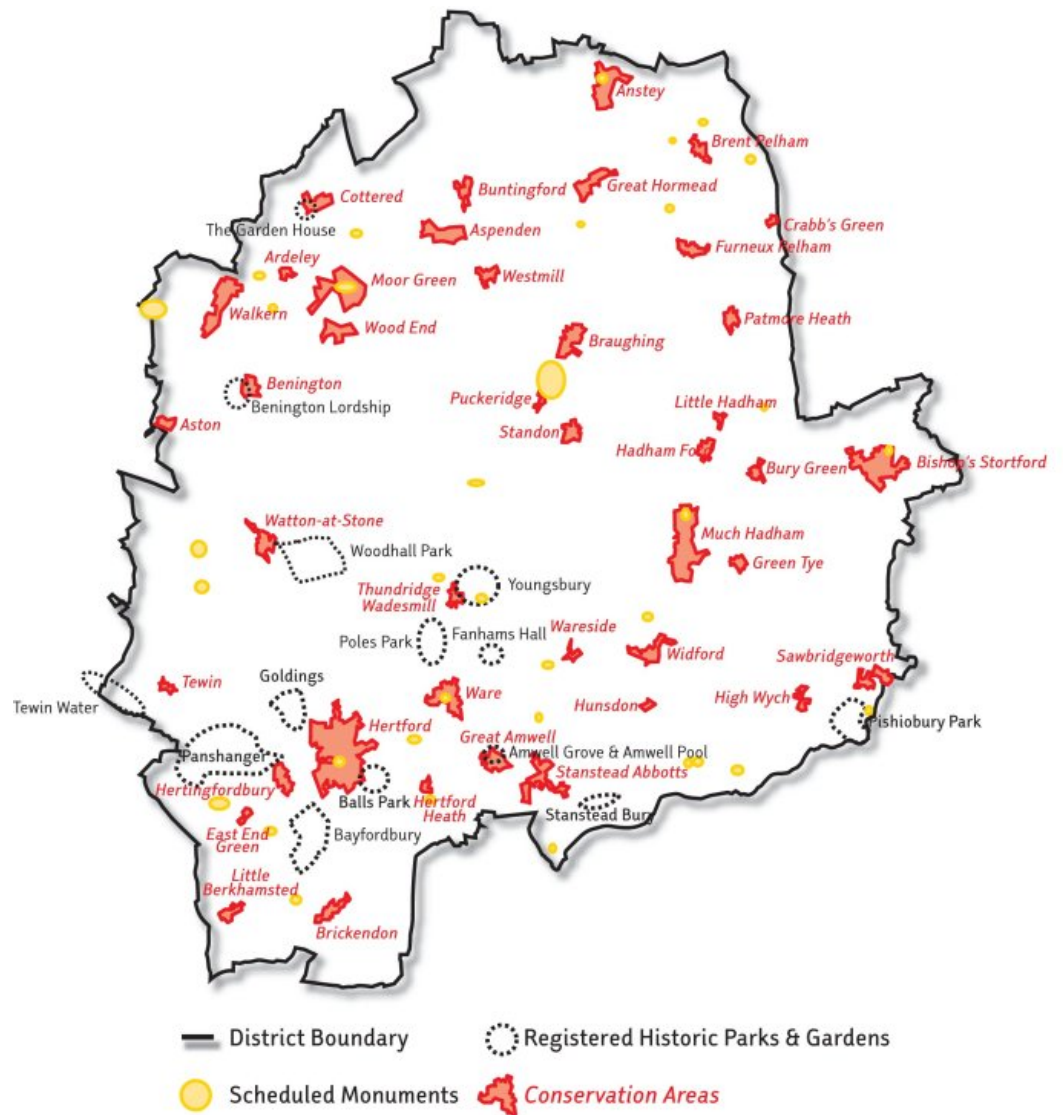 Anstey
Brent Pelham
Cottered
Buntingford
Great Hormead
The Garden House
Aspenden
Crabb's Green
Furneux Pelham
Ardeley
Moor Green
Westmill
Walkern
Wood End
Patmore Heath
Braughing
Benington
Benington Lordship
Puckeridge
Little Hadham
Aston
Standon
Hadham Fo
Bury Green
Bishop's Stortford
Watton-at-Stone
Woodhall Park
Much Hadham
Green Tye
Thundridge
Wadesmill
Youngsbury
Poles Park
Fanhams Hall
Wareside
Widford
Sawbridgeworth
Tewin
Goldings
Tewin Water
Ware
Hunsdon
High Wych
Pishiobury Park
Hertford
Great Amwell
Amwell Grove & Amwell Pool
Panshanger
Stanstead Abbotts
Hertingfordbury
Balls Park
Hertford
Heath
Stanstead Bury
East End
Green
Bayfordbury
Little
Berkhamsted
Brickendon
District Boundary
Registered Historic Parks & Gardens
Scheduled Monuments
Conservation Areas